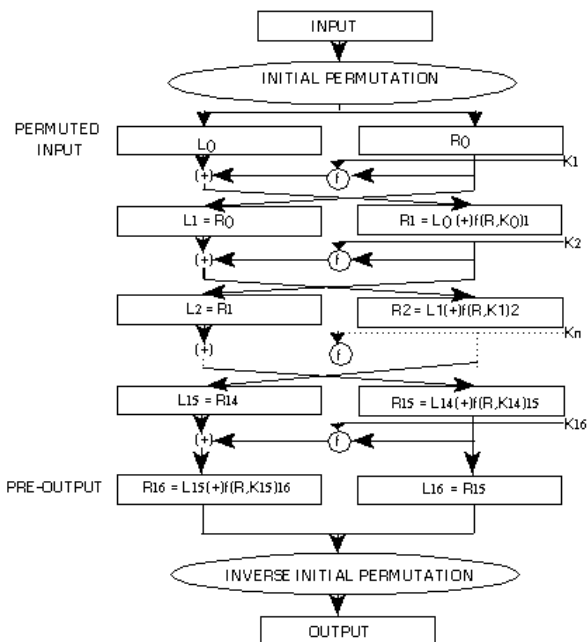 INPUT
INITIAL PERMUTATION
PERMUTED
INPUT
L0
R0
K1
(+)
f
L1 = R0
R1 = L0 (+)f(R,K0)1
K2
(+)
f
L2 = R1
R2 = L1(+)f(R,K1)2
Kn
(+)
f
L15 = R14
R15 = L14(+)f(R,K14)15
K16
(+)
f
PRE-OUTPUT
R16 = L15(+)f(R,K15)16
L16 = R15
INVERSE INITIAL PERMUTATION
OUTPUT